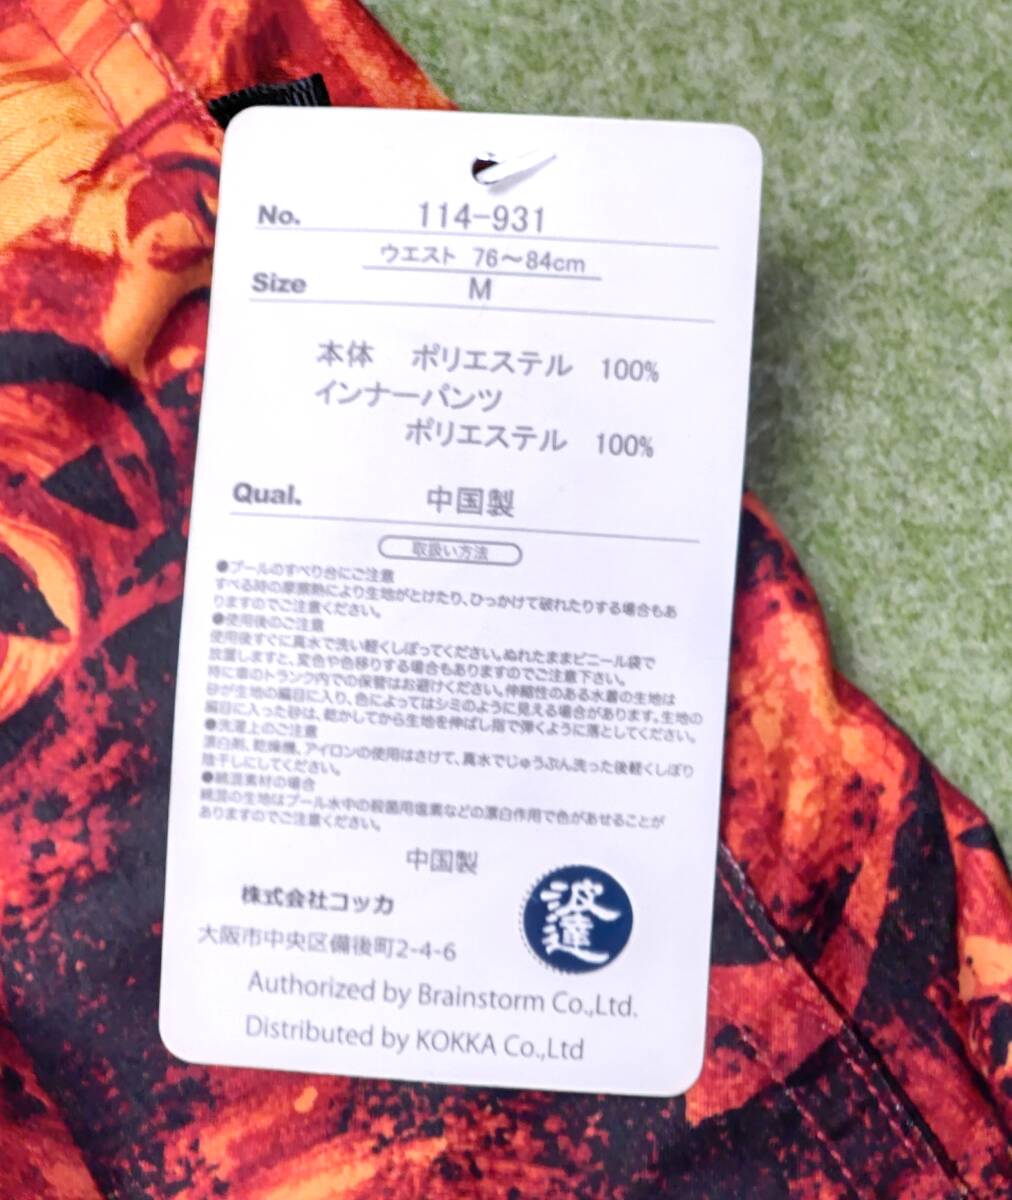 No. 114-931
ウエスト 76～84cm
Size M
本体 ポリエステル 100%
インナーパンツ
ポリエステル 100%
Qual. 中国製
取扱い方法
●プールのすべり台にご注意
すべる時の摩擦熱により生地がとけたり、ひっかけて破れたりする場合もあ
りますのでご注意ください。
●使用後のご注意
使用後すぐに真水で洗い軽くしぼってください。ぬれたままビニール袋で
放置しますと、変色や色移りする場合もありますのでご注意下さい。
特に車のトランク内での保管はお避けください。伸縮性のある水着の生地は
砂が生地の編目に入り、色によってはシミのように見える場合があります。生地の
編目に入った砂は、乾かしてから生地を伸ばし指で弾くように落としてください。
●洗濯上のご注意
漂白剤、乾燥機、アイロンの使用はさけて、真水でじゅうぶん洗った後軽くしぼり
陰干しにしてください。
●綿混素材の場合
綿混の生地はプール水中の殺菌用塩素などの漂白作用で色があせることが
ありますのでご注意ください。
中国製
株式会社コッカ
大阪市中央区備後町2-4-6
波達
Authorized by Brainstorm Co.,Ltd.
Distributed by KOKKA Co.,Ltd